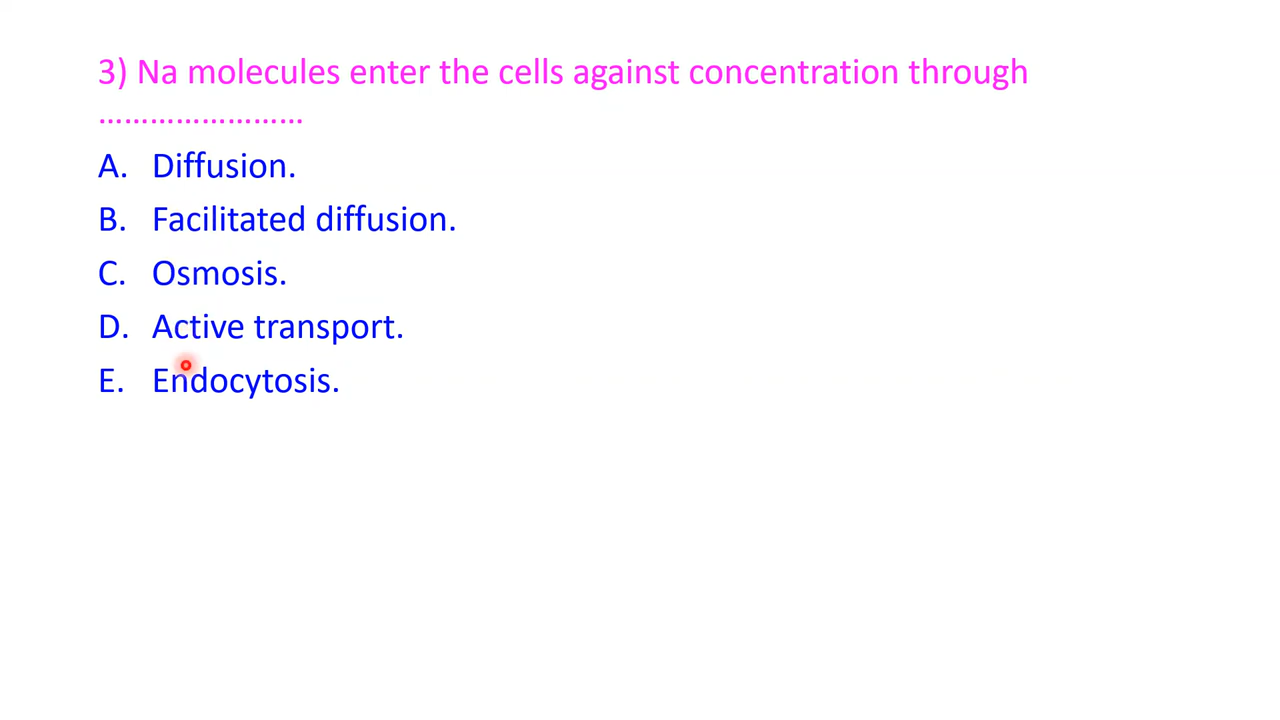 3) Na molecules enter the cells against concentration through
........................
A. Diffusion.
B. Facilitated diffusion.
C. Osmosis.
D. Active transport.
E. Endocytosis.